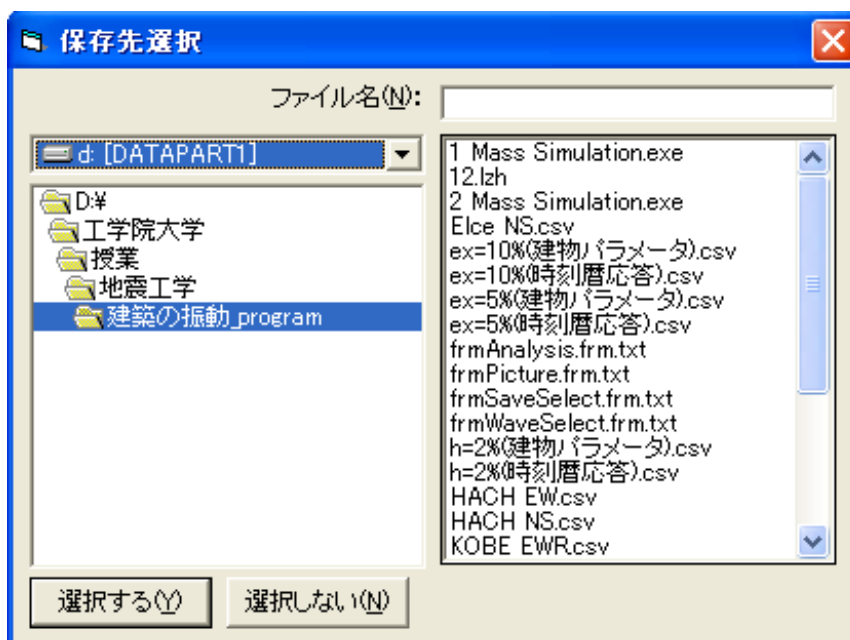 保存先選択
ファイル名(N):
d: [DATAPART1]
D:¥
工学院大学
授業
地震工学
建築の振動_program
1 Mass Simulation.exe
12.lzh
2 Mass Simulation.exe
Elce NS.csv
ex=10%(建物パラメータ).csv
ex=10%(時刻暦応答).csv
ex=5%(建物パラメータ).csv
ex=5%(時刻暦応答).csv
frmAnalysis.frm.txt
frmPicture.frm.txt
frmSaveSelect.frm.txt
frmWaveSelect.frm.txt
h=2%(建物パラメータ).csv
h=2%(時刻暦応答).csv
HACH EW.csv
HACH NS.csv
KOBE EWR.csv
選択する(Y)
選択しない(N)